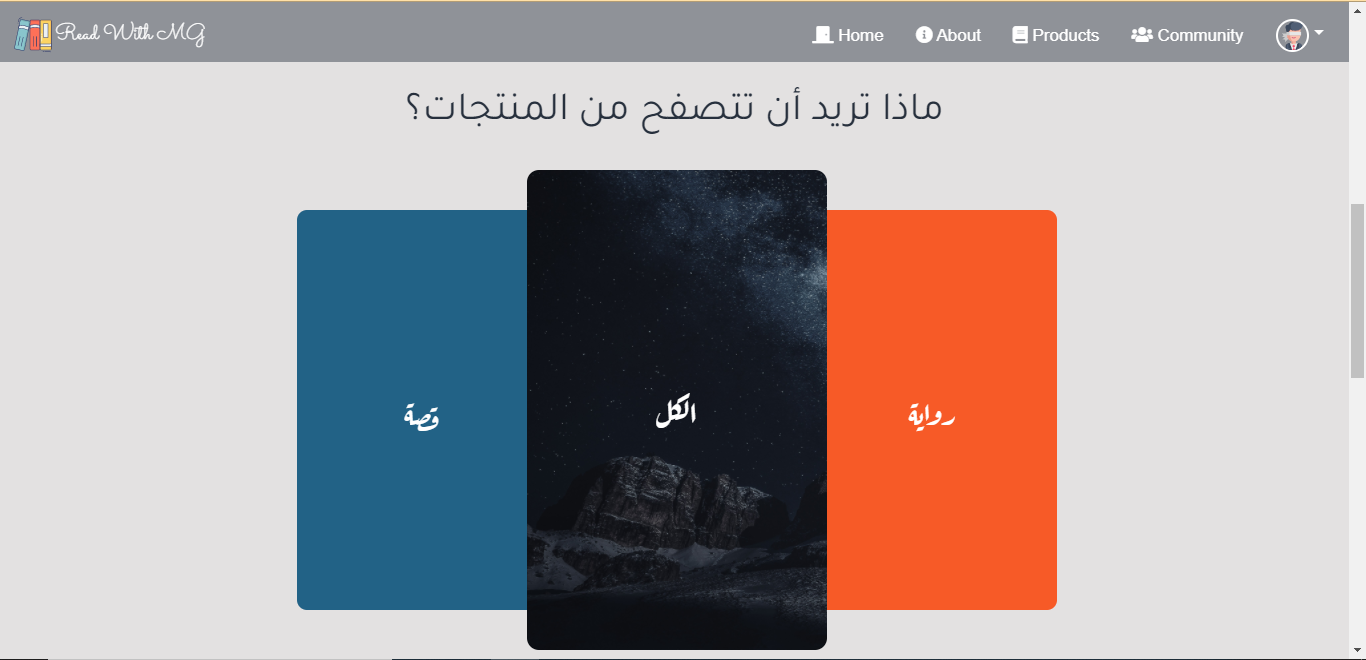 Read With MG
Home
About
Products
Community
ماذا تريد أن تتصفح من المنتجات؟
رواية
الكل
قصة